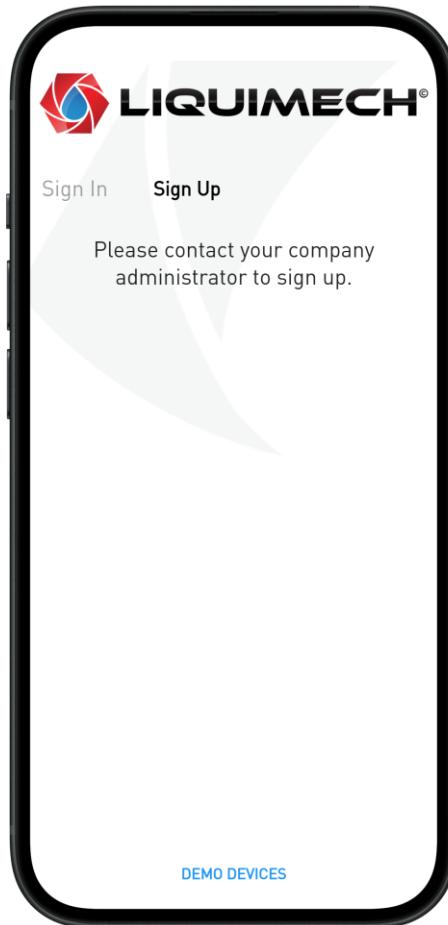 LIQUIMECH©
Sign In Sign Up
Please contact your company
administrator to sign up.
DEMO DEVICES